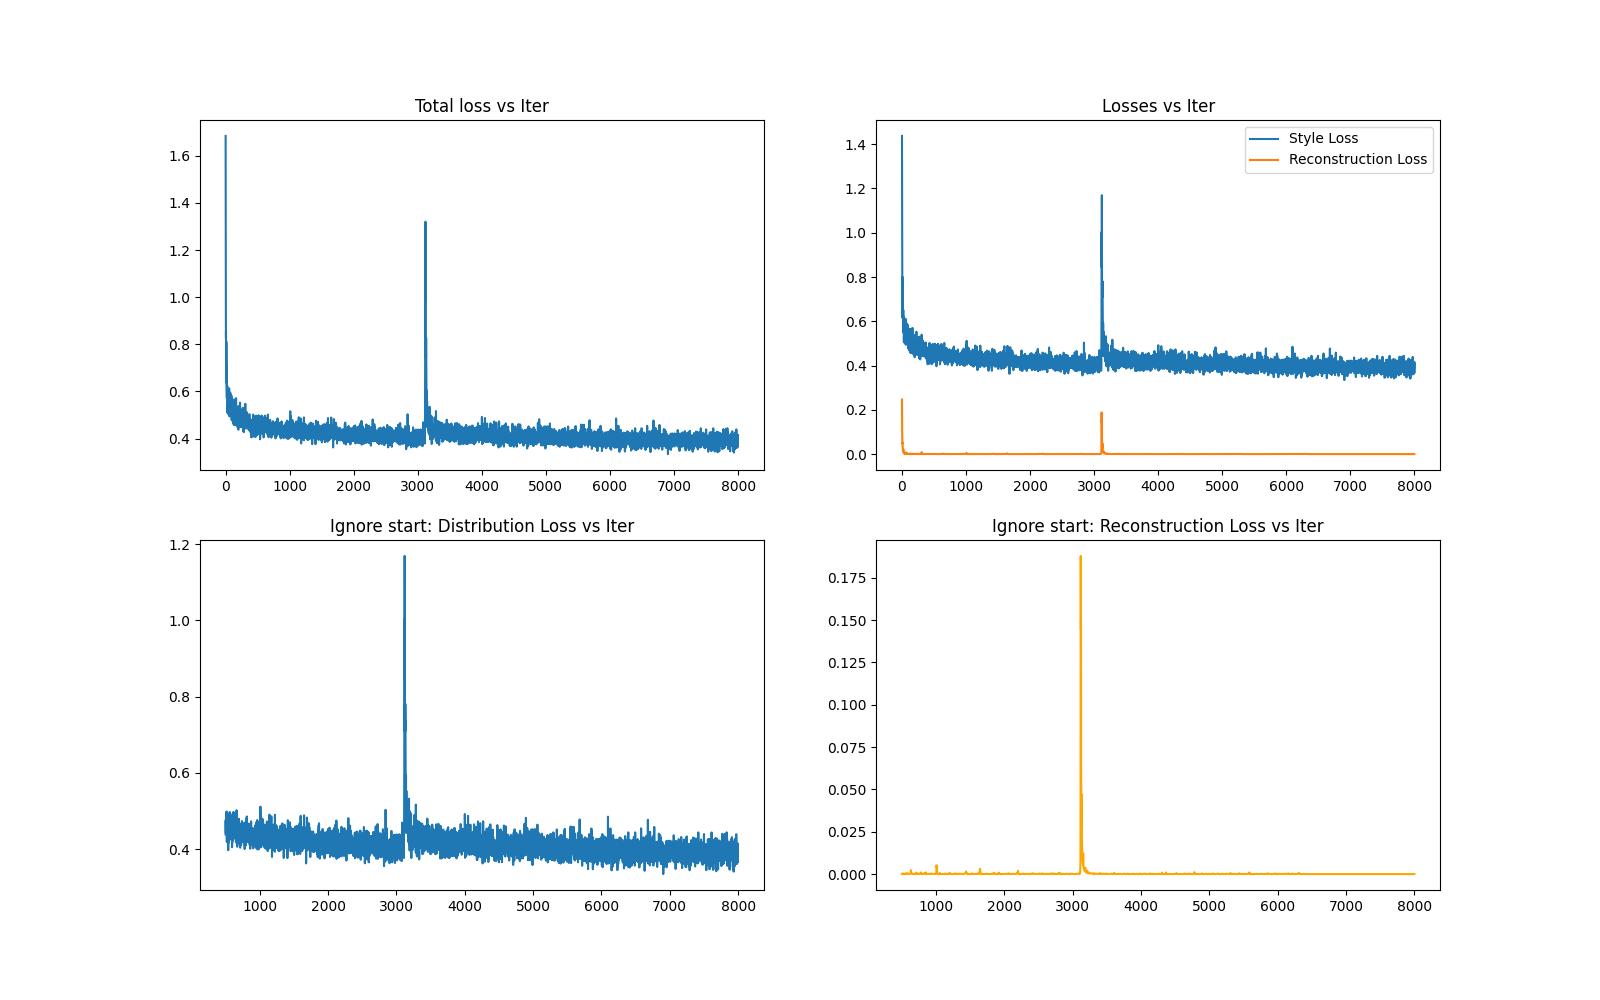 Total loss vs Iter
1.6
1.4
1.2
1.0
0.8
0.6
0.4
0 1000 2000 3000 4000 5000 6000 7000 8000
Losses vs Iter
Style Loss
Reconstruction Loss
1.4
1.2
1.0
0.8
0.6
0.4
0.2
0.0
0 1000 2000 3000 4000 5000 6000 7000 8000
Ignore start: Distribution Loss vs Iter
1.2
1.0
0.8
0.6
0.4
1000 2000 3000 4000 5000 6000 7000 8000
Ignore start: Reconstruction Loss vs Iter
0.175
0.150
0.125
0.100
0.075
0.050
0.025
0.000
1000 2000 3000 4000 5000 6000 7000 8000